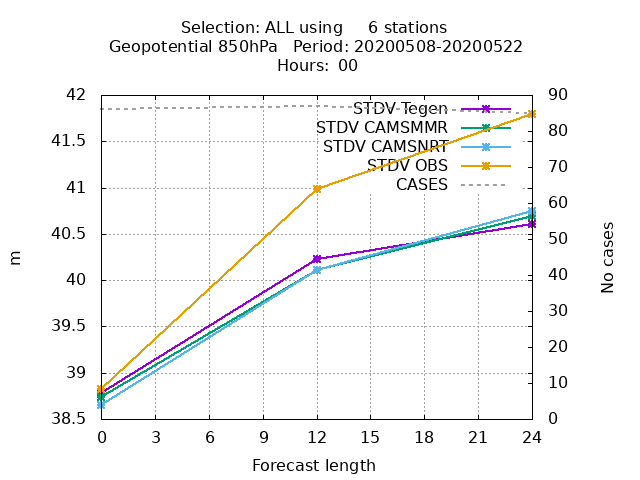 Selection: ALL using     6 stations
Geopotential 850hPa   Period: 20200508-20200522
Hours: 00
42
41.5
41
40.5
40
39.5
39
38.5
m
90
80
70
60
50
40
30
20
10
0
No cases
STDV Tegen
STDV CAMSMMR
STDV CAMSNRT
STDV OBS
CASES
0 3 6 9 12 15 18 21 24
Forecast length